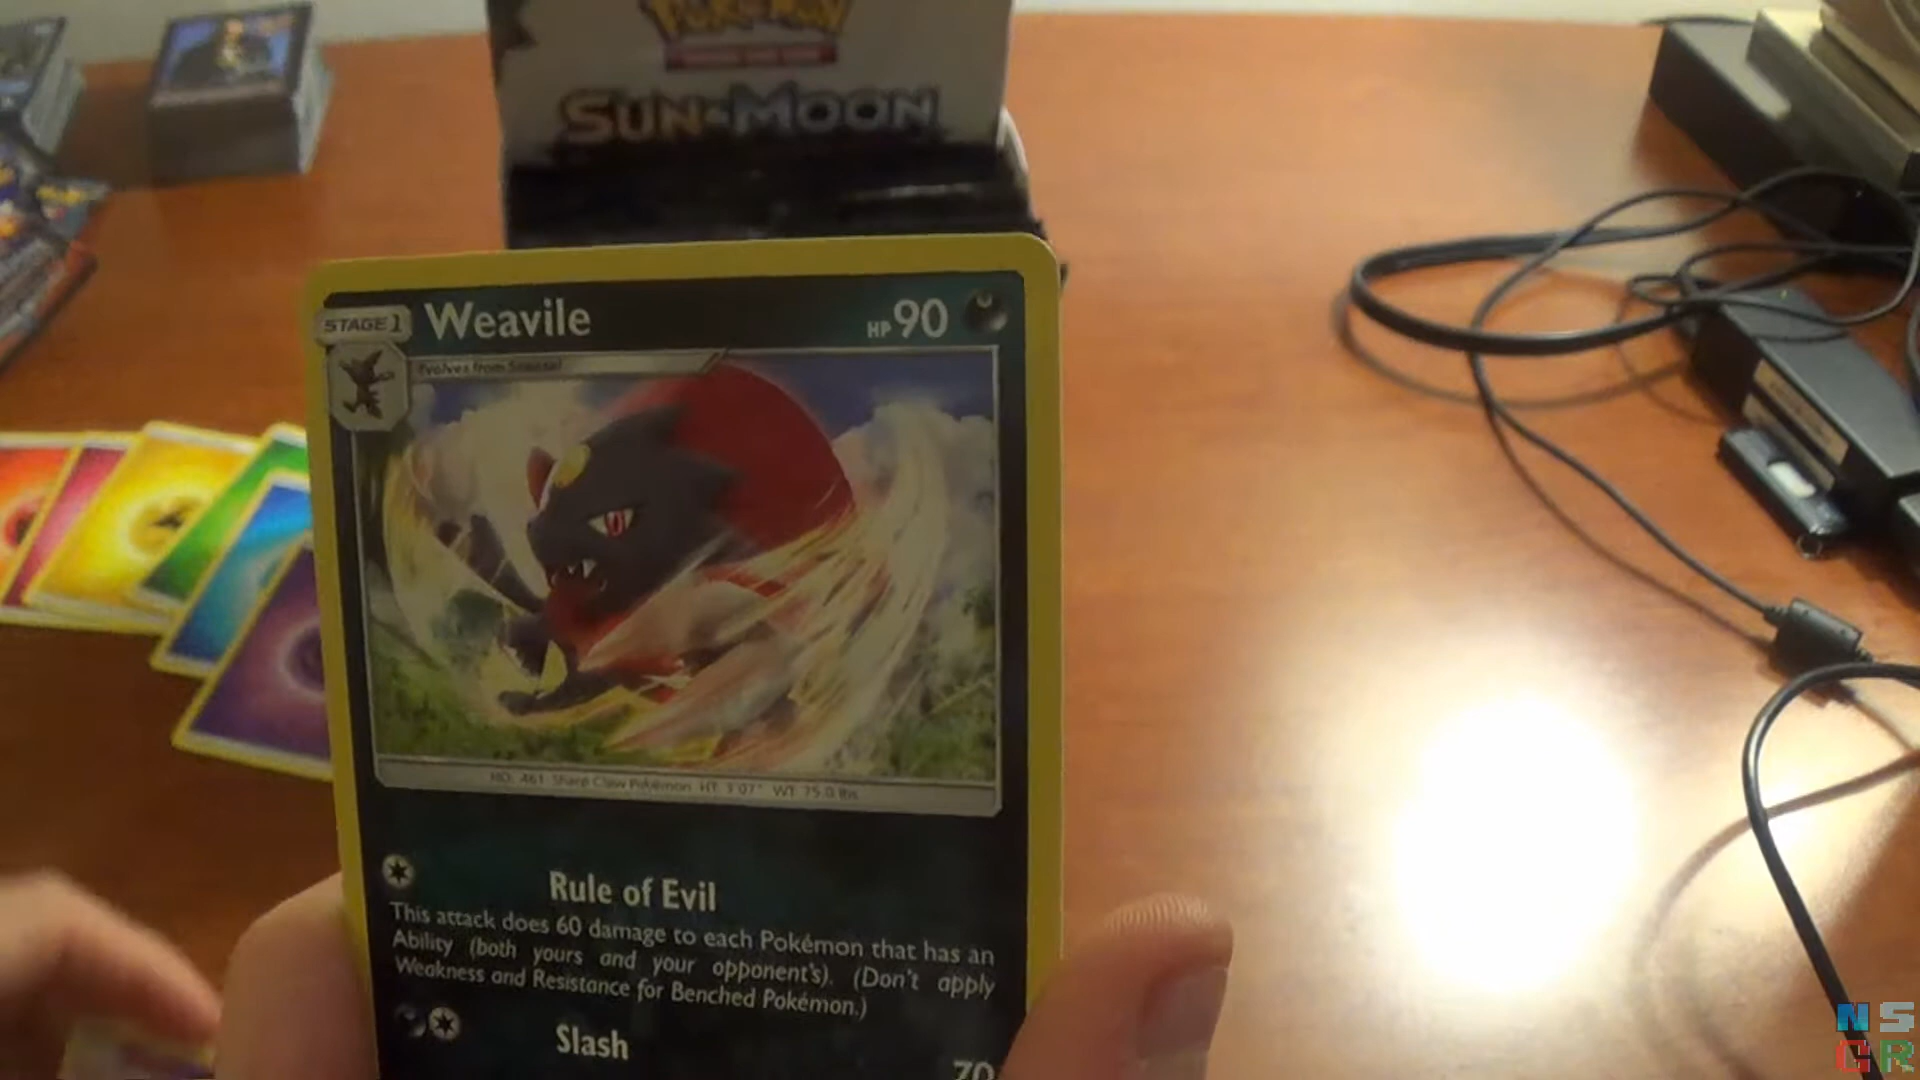 Pokémon
SUN & MOON
STAGE 1
Weavile
HP 90
Evolves from Sneasel
NO. 461 Sharp Claw Pokémon HT: 3'07" WT: 75.0 lbs
Rule of Evil
This attack does 60 damage to each Pokémon that has an
Ability (both yours and your opponent's). (Don't apply
Weakness and Resistance for Benched Pokémon.)
Slash
70
NS
GR